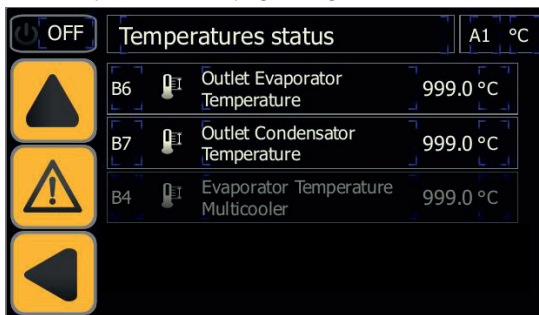 OFF
Temperatures status
A1 °C
B6
Outlet Evaporator
Temperature
999.0 °C
B7
Outlet Condensator
Temperature
999.0 °C
B4
Evaporator Temperature
Multicooler
999.0 °C